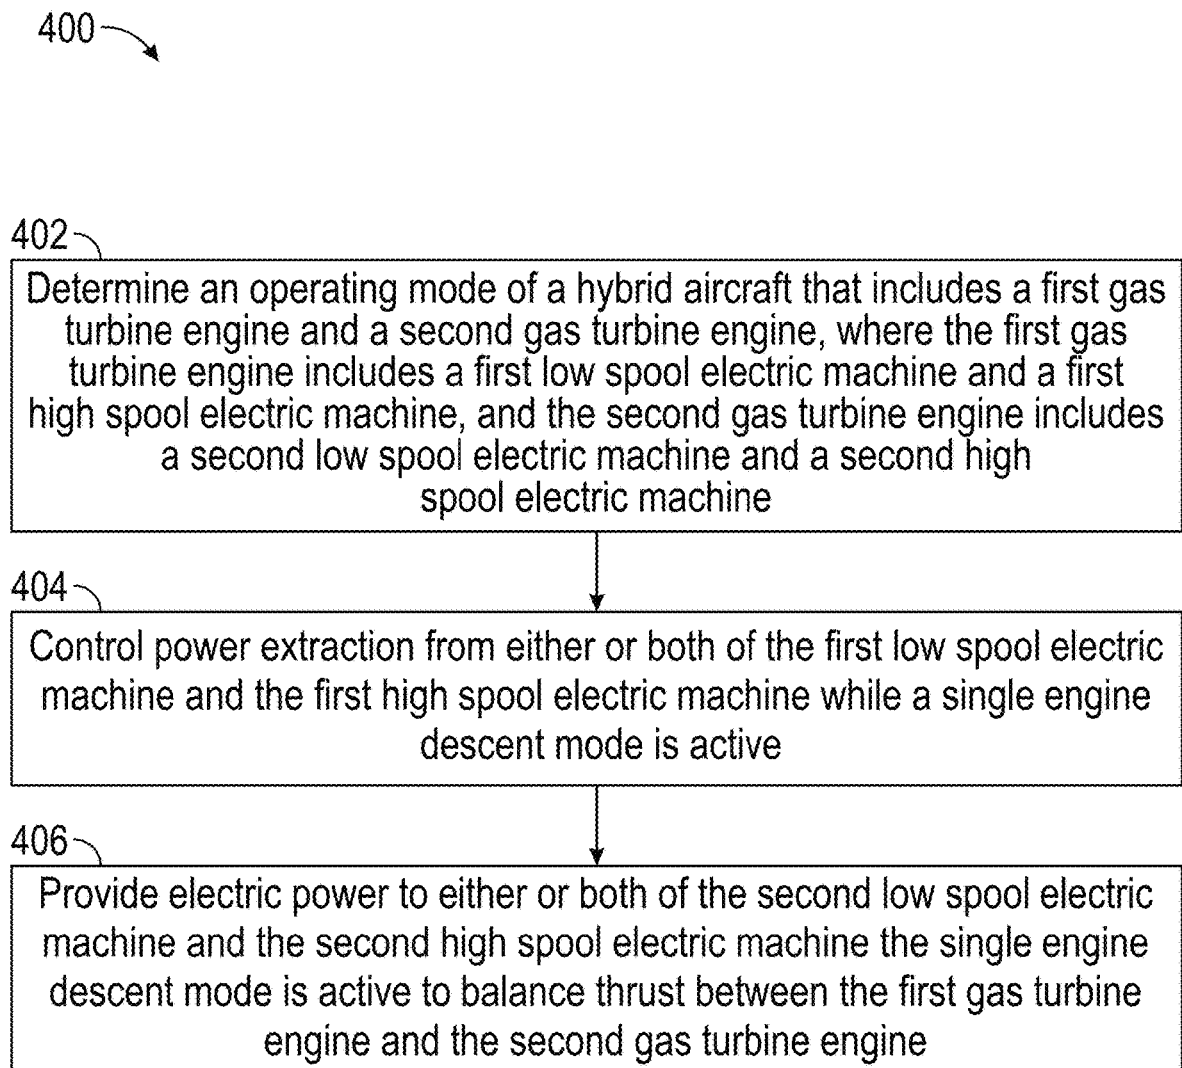 400
402
Determine an operating mode of a hybrid aircraft that includes a first gas
turbine engine and a second gas turbine engine, where the first gas
turbine engine includes a first low spool electric machine and a first
high spool electric machine, and the second gas turbine engine includes
a second low spool electric machine and a second high
spool electric machine
404
Control power extraction from either or both of the first low spool electric
machine and the first high spool electric machine while a single engine
descent mode is active
406
Provide electric power to either or both of the second low spool electric
machine and the second high spool electric machine the single engine
descent mode is active to balance thrust between the first gas turbine
engine and the second gas turbine engine